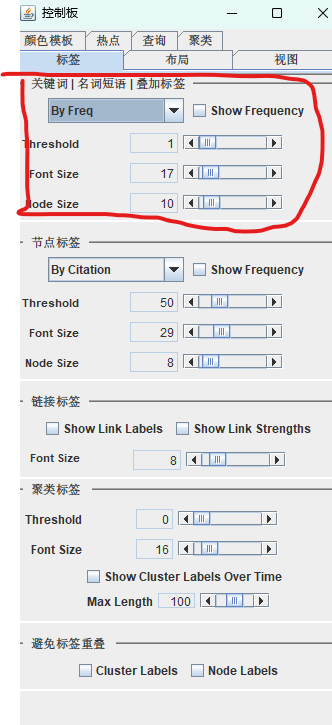 控制板
颜色模板 热点 查询 聚类
标签 布局 视图
关键词 | 名词短语 | 叠加标签
By Freq Show Frequency
Threshold 1
Font Size 17
Node Size 10
节点标签
By Citation Show Frequency
Threshold 50
Font Size 29
Node Size 8
链接标签
Show Link Labels Show Link Strengths
Font Size 8
聚类标签
Threshold 0
Font Size 16
Show Cluster Labels Over Time
Max Length 100
避免标签重叠
Cluster Labels Node Labels